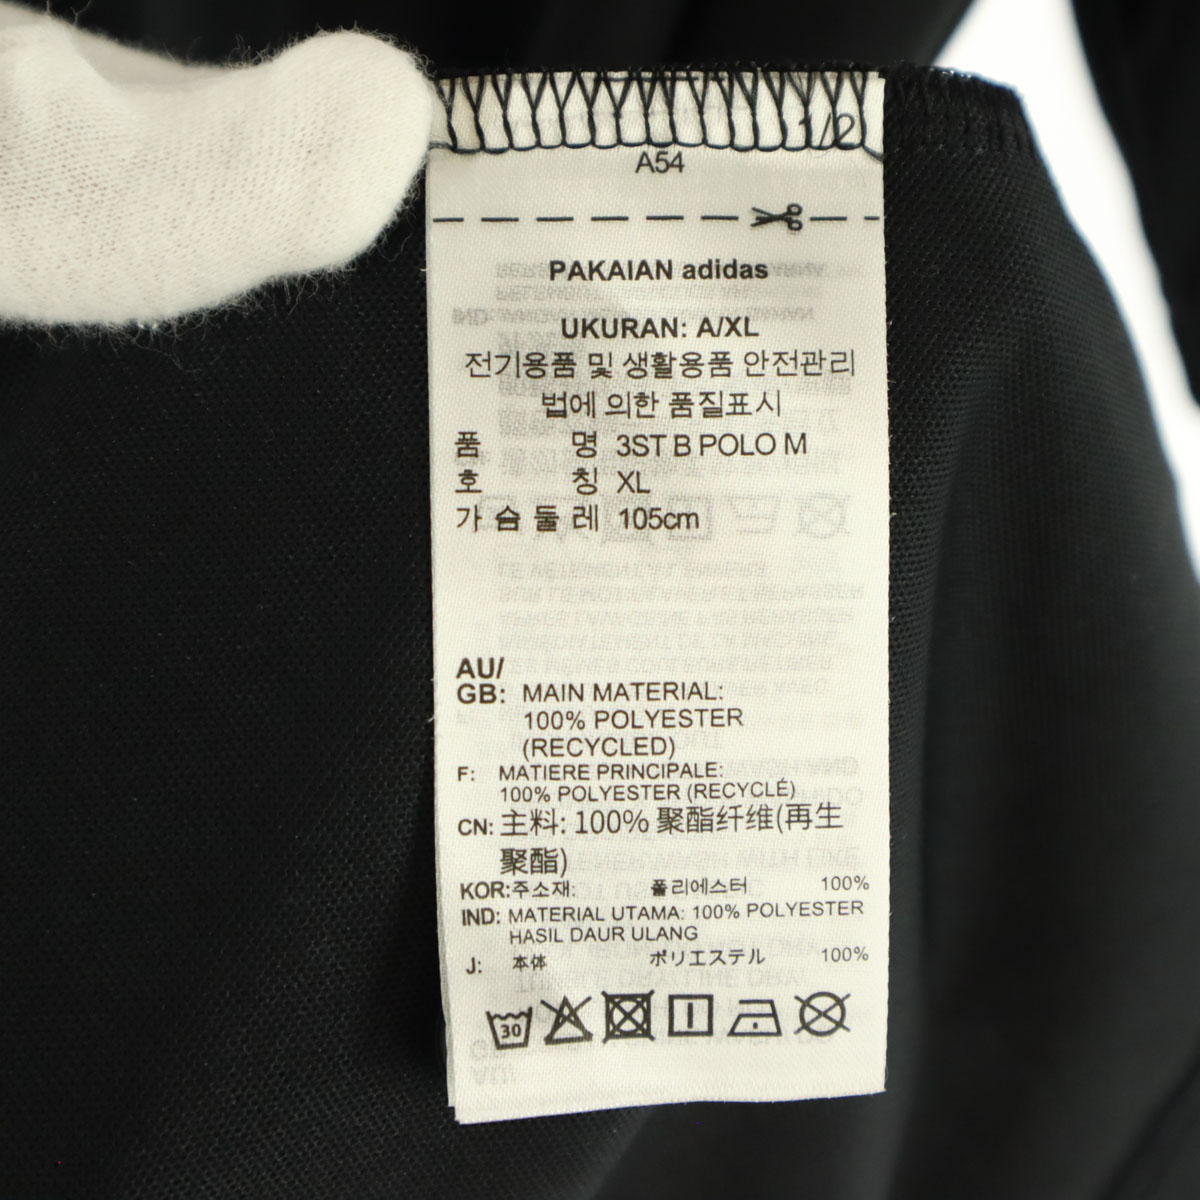 1/2
A54
PAKAIAN adidas
UKURAN: A/XL
전기용품 및 생활용품 안전관리
법에 의한 품질표시
품 명 3ST B POLO M
호 칭 XL
가슴둘레 105cm
AU/
GB: MAIN MATERIAL:
100% POLYESTER
(RECYCLED)
F: MATIERE PRINCIPALE:
100% POLYESTER (RECYCLÉ)
CN: 主料: 100% 聚酯纤维(再生
聚酯)
KOR:주소재: 폴리에스터 100%
IND: MATERIAL UTAMA: 100% POLYESTER
HASIL DAUR ULANG
J: 本体 ポリエステル 100%
30